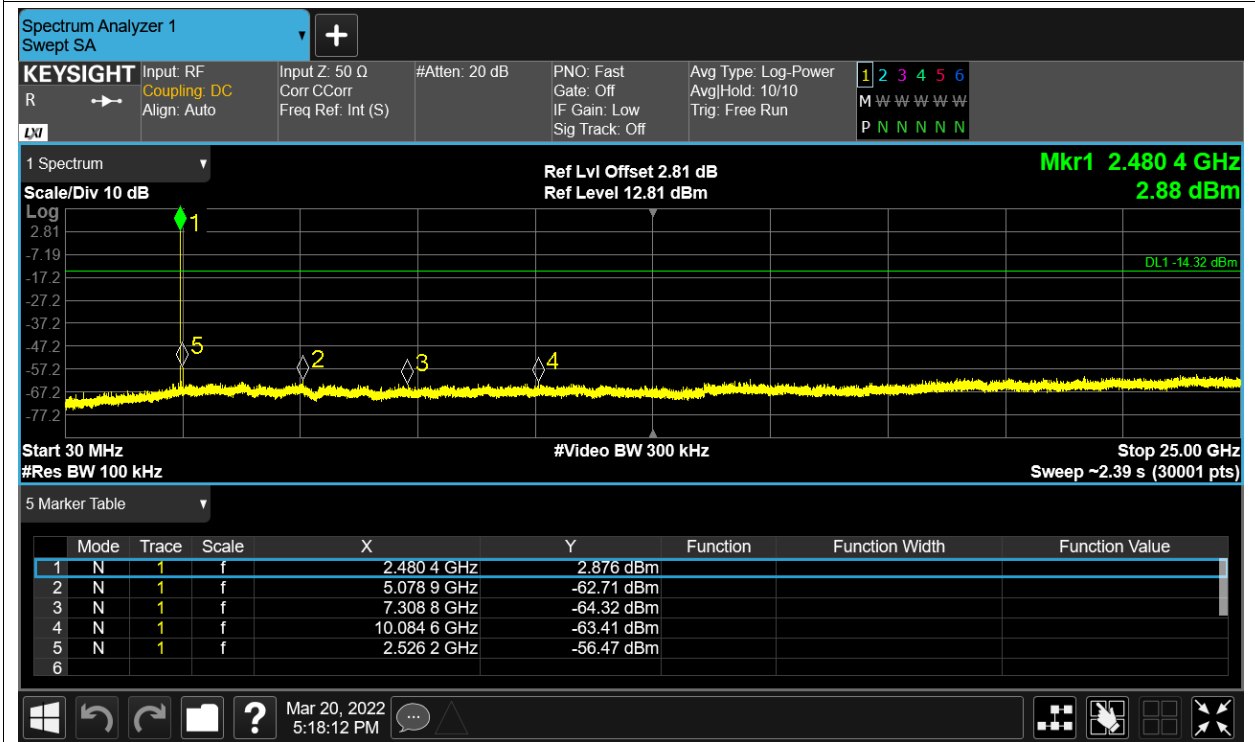 Spectrum Analyzer 1
Swept SA
KEYSIGHT
R
LXI
Input: RF
Coupling: DC
Align: Auto
Input Z: 50 Ω
Corr CCorr
Freq Ref: Int (S)
#Atten: 20 dB
PNO: Fast
Gate: Off
IF Gain: Low
Sig Track: Off
Avg Type: Log-Power
Avg|Hold: 10/10
Trig: Free Run
1 2 3 4 5 6
M W W W W W
P N N N N N
1 Spectrum
Scale/Div 10 dB
Ref Lvl Offset 2.81 dB
Ref Level 12.81 dBm
Mkr1 2.480 4 GHz
2.88 dBm
Log
2.81
-7.19
-17.2
-27.2
-37.2
-47.2
-57.2
-67.2
-77.2
1
DL1 -14.32 dBm
5
2
3
4
Start 30 MHz
#Res BW 100 kHz
#Video BW 300 kHz
Stop 25.00 GHz
Sweep ~2.39 s (30001 pts)
5 Marker Table
Mode Trace Scale X Y Function Function Width Function Value
1 N 1 f 2.480 4 GHz 2.876 dBm
2 N 1 f 5.078 9 GHz -62.71 dBm
3 N 1 f 7.308 8 GHz -64.32 dBm
4 N 1 f 10.084 6 GHz -63.41 dBm
5 N 1 f 2.526 2 GHz -56.47 dBm
6
?
Mar 20, 2022
5:18:12 PM